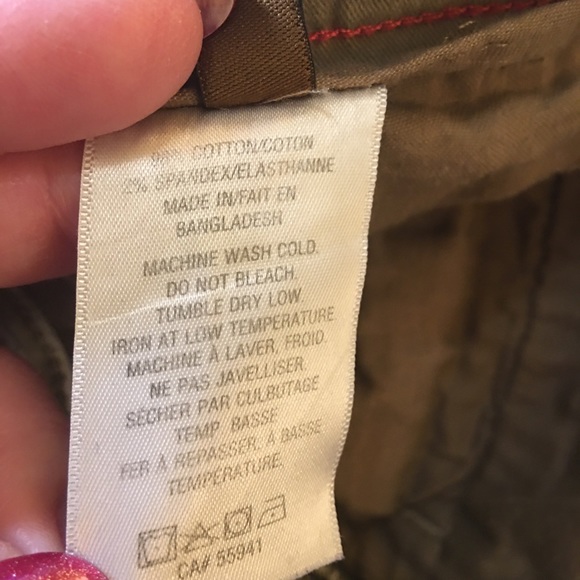 COTTON/COTON
2% SPANDEX/ELASTHANNE
MADE IN/FAIT EN
BANGLADESH
MACHINE WASH COLD.
DO NOT BLEACH.
TUMBLE DRY LOW.
IRON AT LOW TEMPERATURE
MACHINE À LAVER, FROID.
NE PAS JAVELLISER.
SÉCHER PAR CULBUTAGE
TEMP. BASSE
FER À REPASSER, À BASSE
TEMPÉRATURE.
CA# 55941